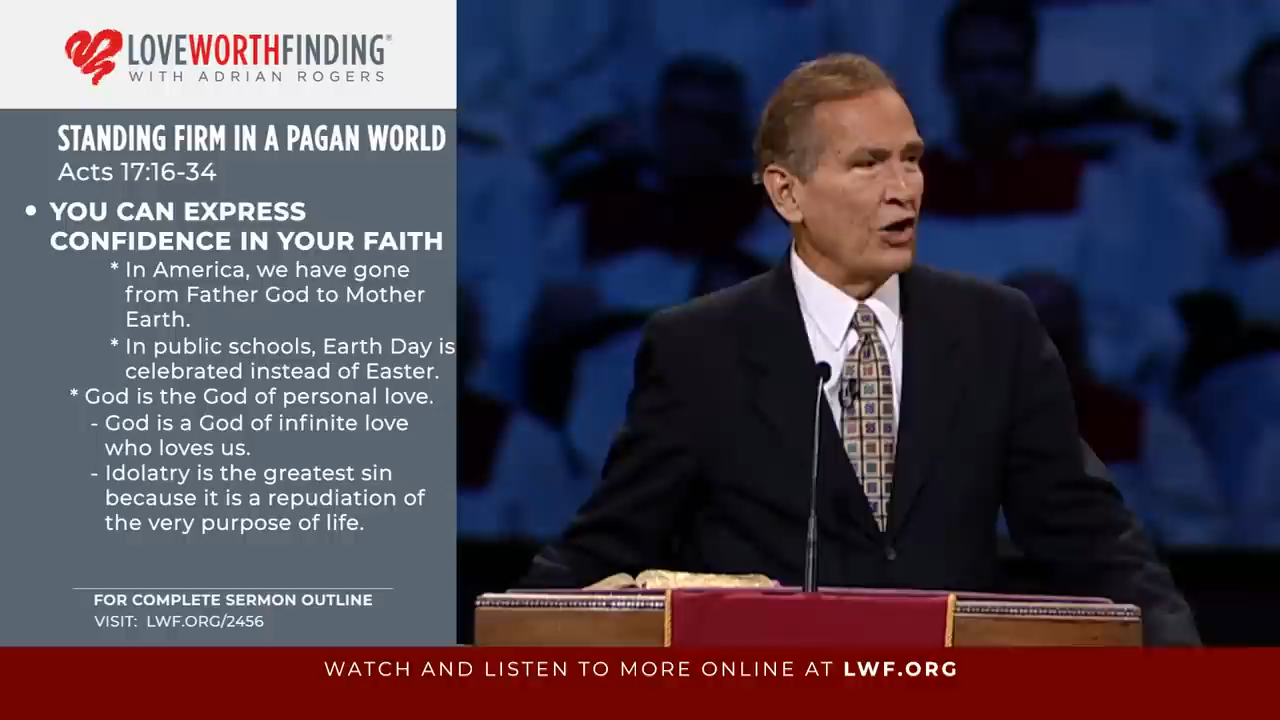 LOVEWORTHFINDING®
WITH ADRIAN ROGERS
STANDING FIRM IN A PAGAN WORLD
Acts 17:16-34
• YOU CAN EXPRESS
CONFIDENCE IN YOUR FAITH
* In America, we have gone
from Father God to Mother
Earth.
* In public schools, Earth Day is
celebrated instead of Easter.
* God is the God of personal love.
- God is a God of infinite love
who loves us.
- Idolatry is the greatest sin
because it is a repudiation of
the very purpose of life.
FOR COMPLETE SERMON OUTLINE
VISIT: LWF.ORG/2456
WATCH AND LISTEN TO MORE ONLINE AT LWF.ORG